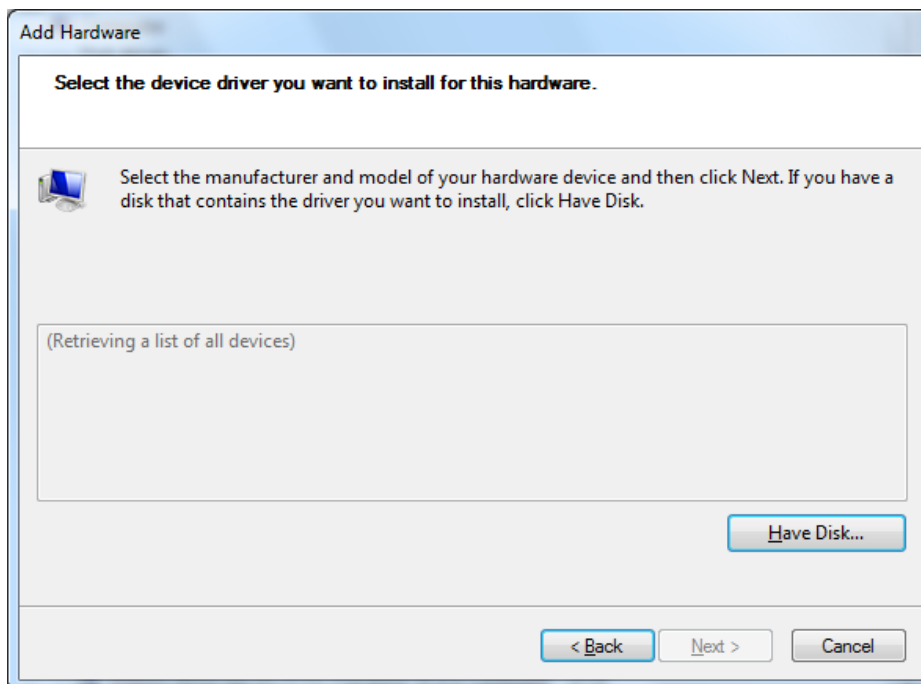 Add Hardware
Select the device driver you want to install for this hardware.
Select the manufacturer and model of your hardware device and then click Next. If you have a
disk that contains the driver you want to install, click Have Disk.
(Retrieving a list of all devices)
Have Disk...
< Back
Next >
Cancel